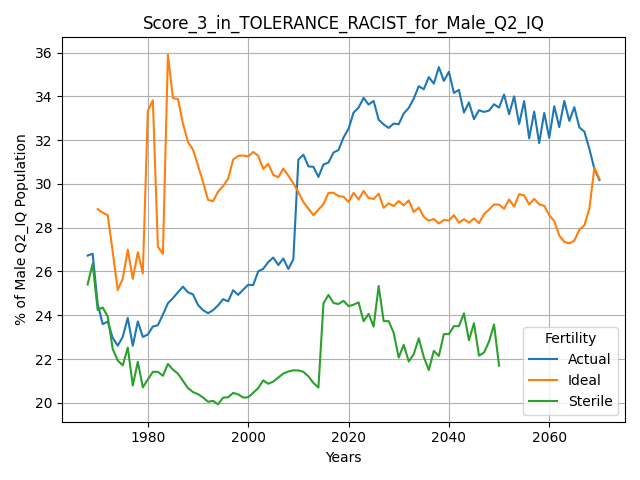 Score_3_in_TOLERANCE_RACIST_for_Male_Q2_IQ
% of Male Q2_IQ Population
36
34
32
30
28
26
24
22
20
Fertility
Actual
Ideal
Sterile
1980
2000
2020
2040
2060
Years